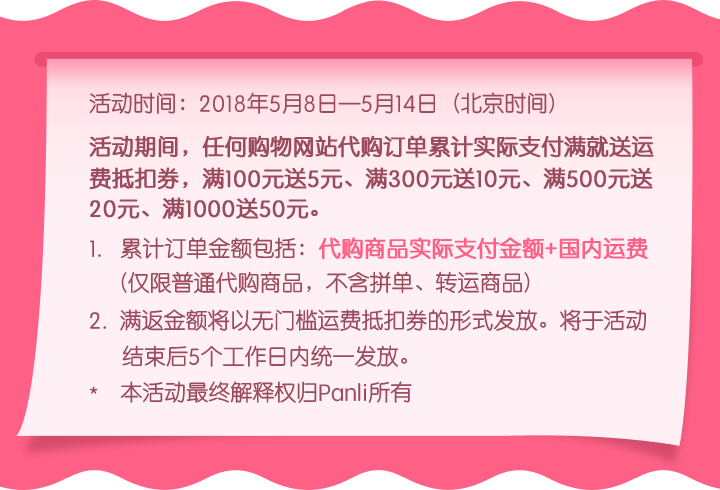 活动时间：2018年5月8日—5月14日（北京时间）
活动期间，任何购物网站代购订单累计实际支付满就送运
费抵扣券，满100元送5元、满300元送10元、满500元送
20元、满1000送50元。
1. 累计订单金额包括：代购商品实际支付金额+国内运费
(仅限普通代购商品，不含拼单、转运商品)
2. 满返金额将以无门槛运费抵扣券的形式发放。将于活动
结束后5个工作日内统一发放。
* 本活动最终解释权归Panli所有